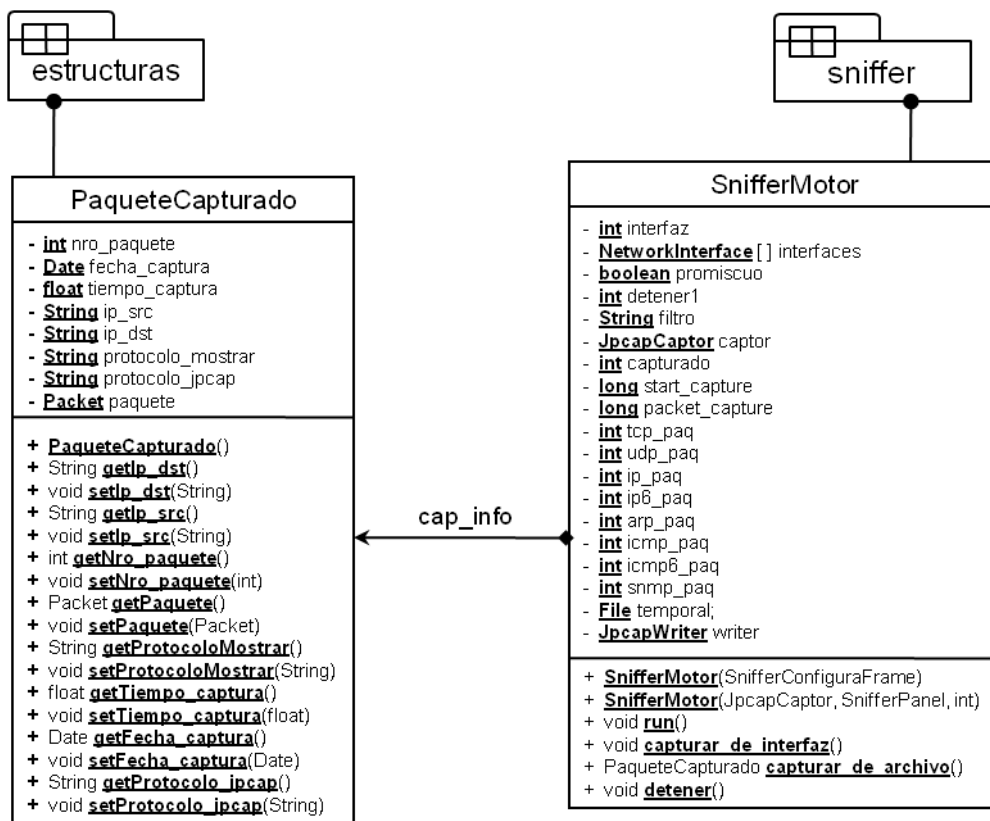 estructuras
sniffer
PaqueteCapturado
- int nro_paquete
- Date fecha_captura
- float tiempo_captura
- String ip_src
- String ip_dst
- String protocolo_mostrar
- String protocolo_jpcap
- Packet paquete
+ PaqueteCapturado()
+ String getIp_dst()
+ void setIp_dst(String)
+ String getIp_src()
+ void setIp_src(String)
+ int getNro_paquete()
+ void setNro_paquete(int)
+ Packet getPaquete()
+ void setPaquete(Packet)
+ String getProtocoloMostrar()
+ void setProtocoloMostrar(String)
+ float getTiempo_captura()
+ void setTiempo_captura(float)
+ Date getFecha_captura()
+ void setFecha_captura(Date)
+ String getProtocolo_jpcap()
+ void setProtocolo_jpcap(String)
cap_info
SnifferMotor
- int interfaz
- NetworkInterface [ ] interfaces
- boolean promiscuo
- int detener1
- String filtro
- JpcapCaptor captor
- int capturado
- long start_capture
- long packet_capture
- int tcp_paq
- int udp_paq
- int ip_paq
- int ip6_paq
- int arp_paq
- int icmp_paq
- int icmp6_paq
- int snmp_paq
- File temporal;
- JpcapWriter writer
+ SnifferMotor(SnifferConfiguraFrame)
+ SnifferMotor(JpcapCaptor, SnifferPanel, int)
+ void run()
+ void capturar_de_interfaz()
+ PaqueteCapturado capturar_de_archivo()
+ void detener()